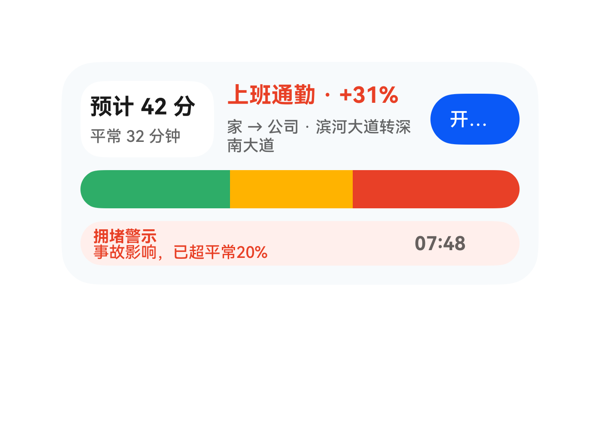 预计 42 分
平常 32 分钟
上班通勤 · +31%
家 → 公司 · 滨河大道转深
南大道
开...
拥堵警示
事故影响，已超平常20%
07:48